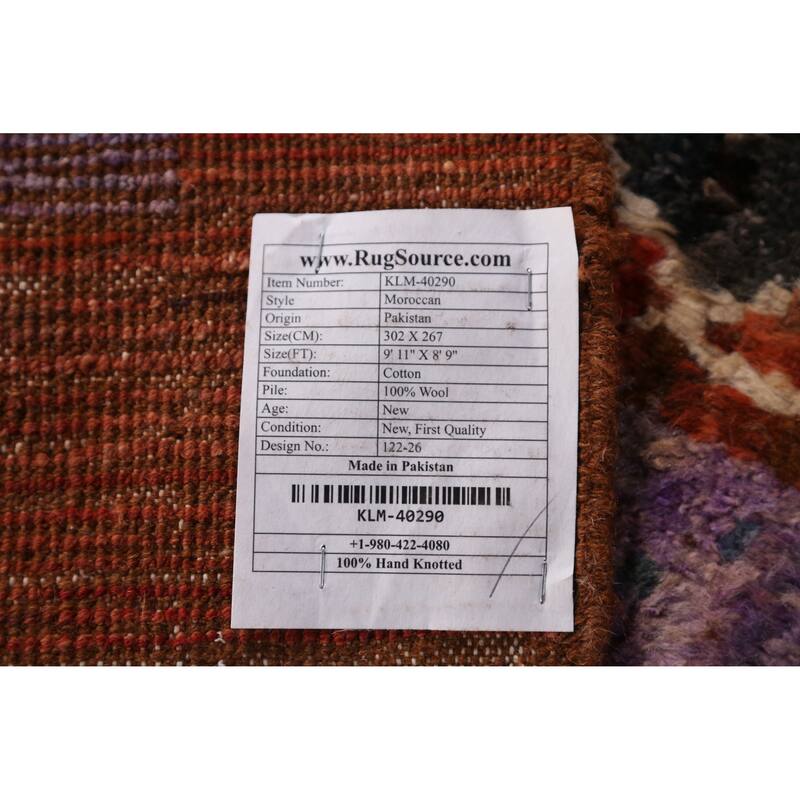 www.RugSource.com
Item Number: KLM-40290
Style Moroccan
Origin Pakistan
Size(CM): 302 X 267
Size(FT): 9' 11" X 8' 9"
Foundation: Cotton
Pile: 100% Wool
Age: New
Condition: New, First Quality
Design No.: 122-26
Made in Pakistan
KLM-40290
+1-980-422-4080
100% Hand Knotted